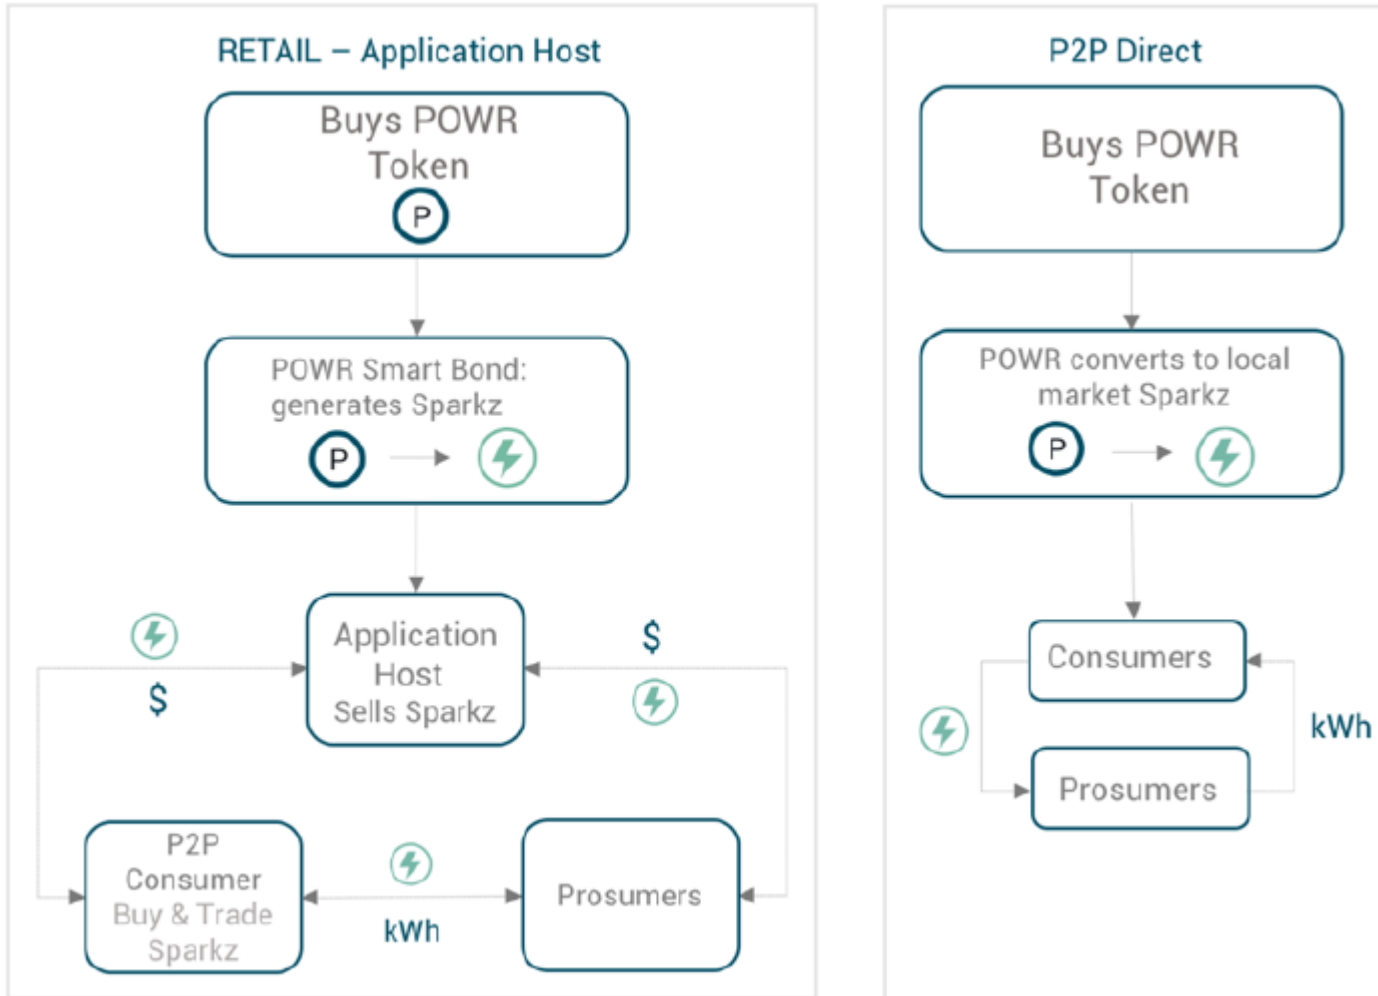 RETAIL – Application Host
Buys POWR
Token
P
POWR Smart Bond:
generates Sparkz
P
Application
Host
Sells Sparkz
$
$
P2P
Consumer
Buy & Trade
Sparkz
kWh
Prosumers
P2P Direct
Buys POWR
Token
POWR converts to local
market Sparkz
P
Consumers
kWh
Prosumers